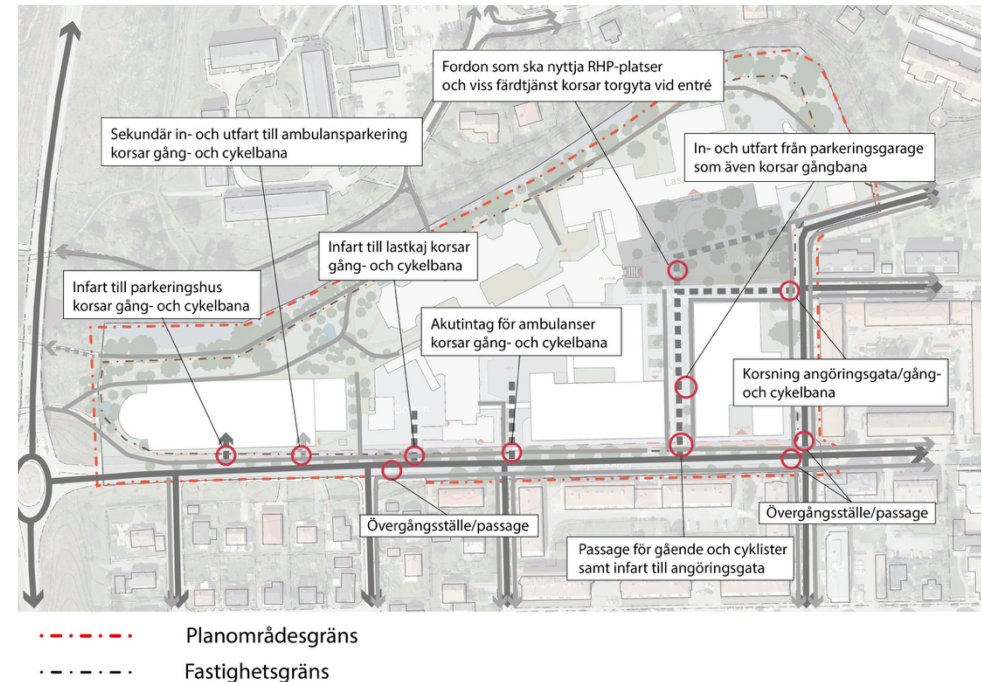 Fordon som ska nyttja RHP-platser
och viss färdtjänst korsar torgyta vid entré
Sekundär in- och utfart till ambulansparkering
korsar gång- och cykelbana
In- och utfart från parkeringsgarage
som även korsar gångbana
Infart till lastkaj korsar
gång- och cykelbana
Infart till parkeringshus
korsar gång- och cykelbana
Akutintag för ambulanser
korsar gång- och cykelbana
Korsning angöringsgata/gång-
och cykelbana
Övergångsställe/passage
Övergångsställe/passage
Passage för gående och cyklister
samt infart till angöringsgata
Planområdesgräns
Fastighetsgräns